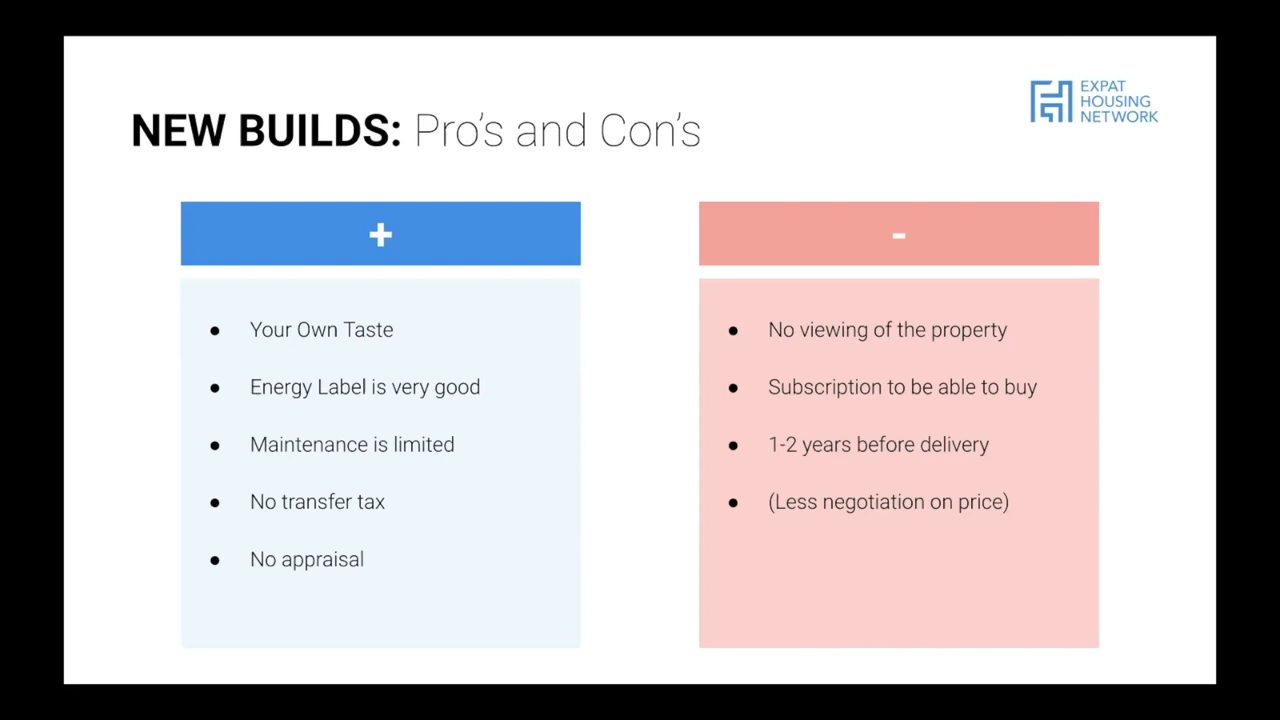 EXPAT
HOUSING
NETWORK
NEW BUILDS: Pro's and Con's
+
● Your Own Taste
● Energy Label is very good
● Maintenance is limited
● No transfer tax
● No appraisal
-
● No viewing of the property
● Subscription to be able to buy
● 1-2 years before delivery
● (Less negotiation on price)